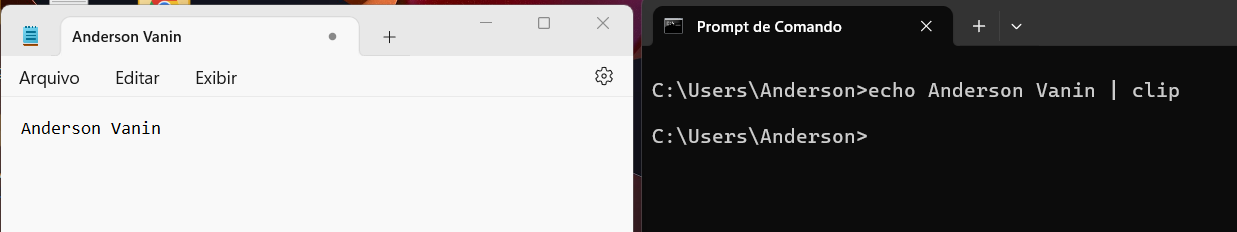 Anderson Vanin
Arquivo Editar Exibir
Anderson Vanin
Prompt de Comando
C:\Users\Anderson>echo Anderson Vanin | clip
C:\Users\Anderson>